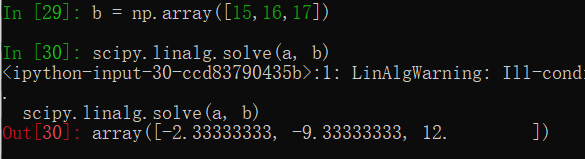 In [29]: b = np.array([15,16,17])
In [30]: scipy.linalg.solve(a, b)
<ipython-input-30-ccd83790435b>:1: LinAlgWarning: Ill-cond
.
scipy.linalg.solve(a, b)
Out[30]: array([-2.33333333, -9.33333333, 12.        ])